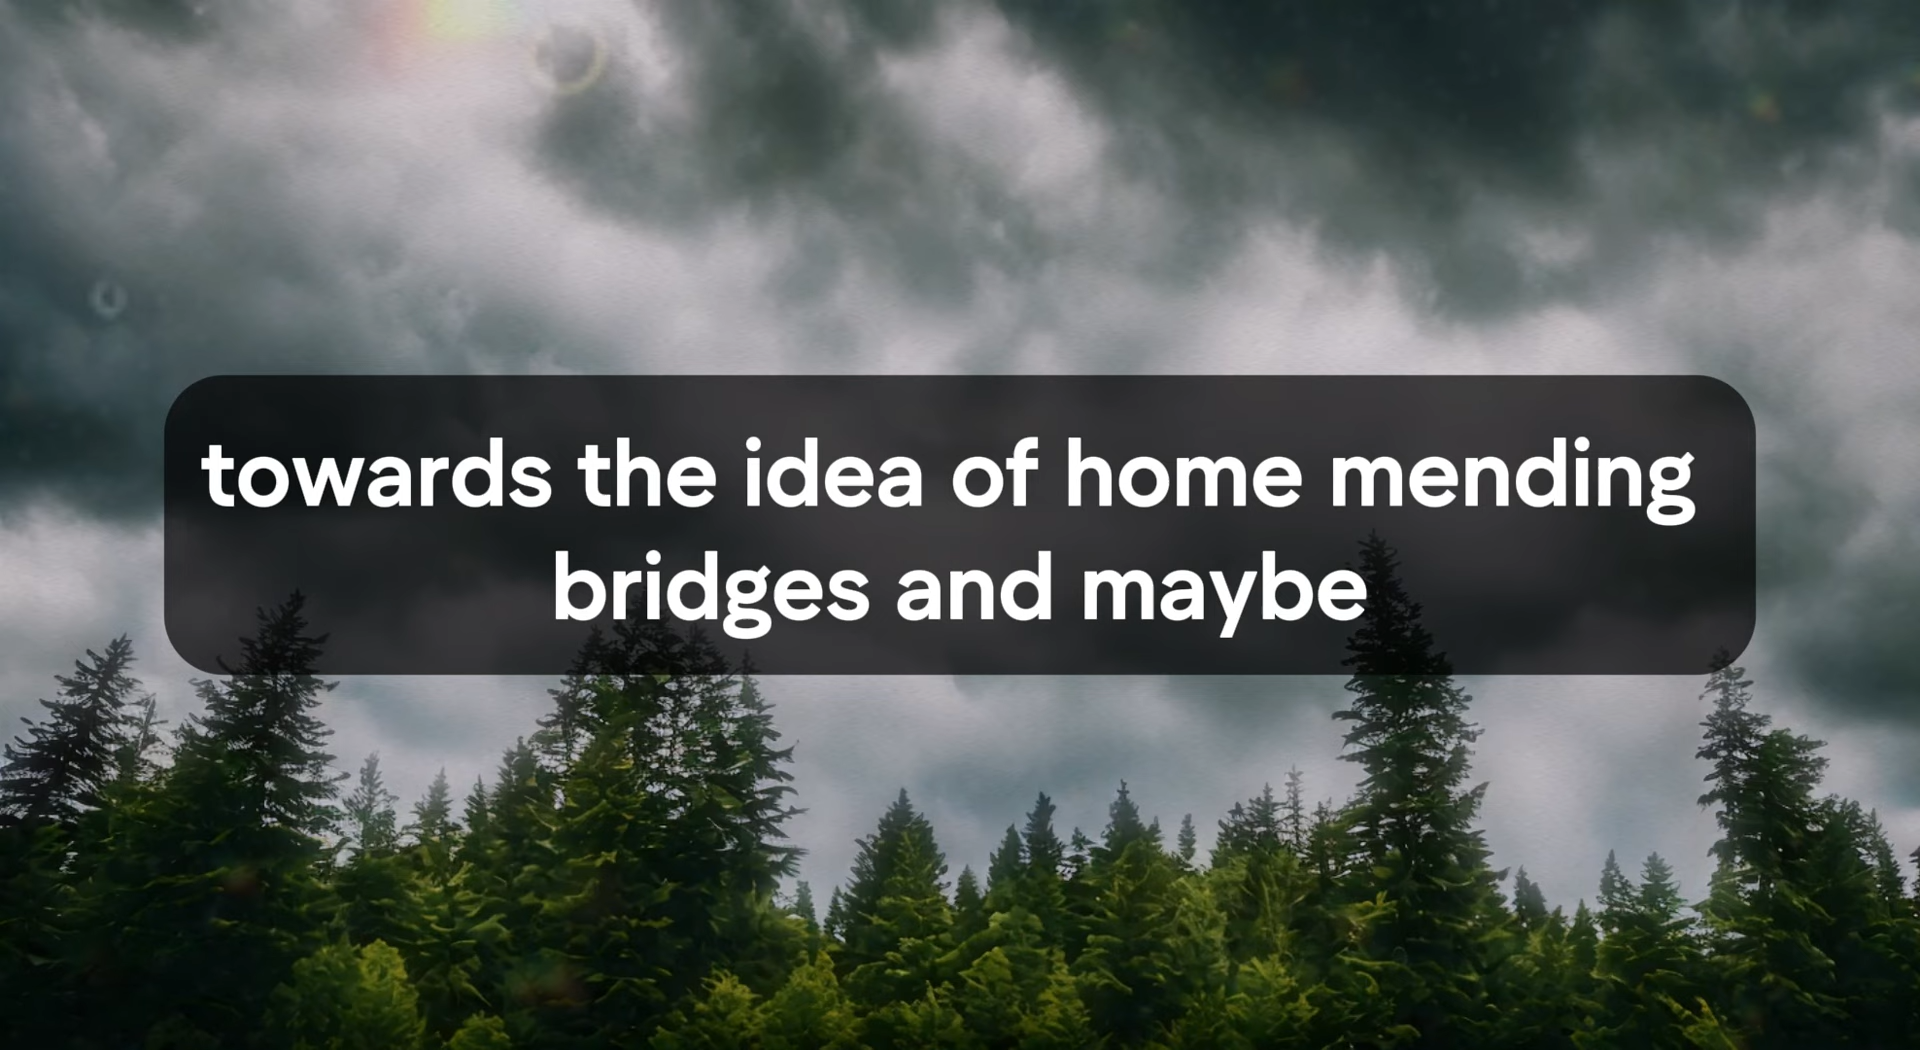 towards the idea of home mending
bridges and maybe